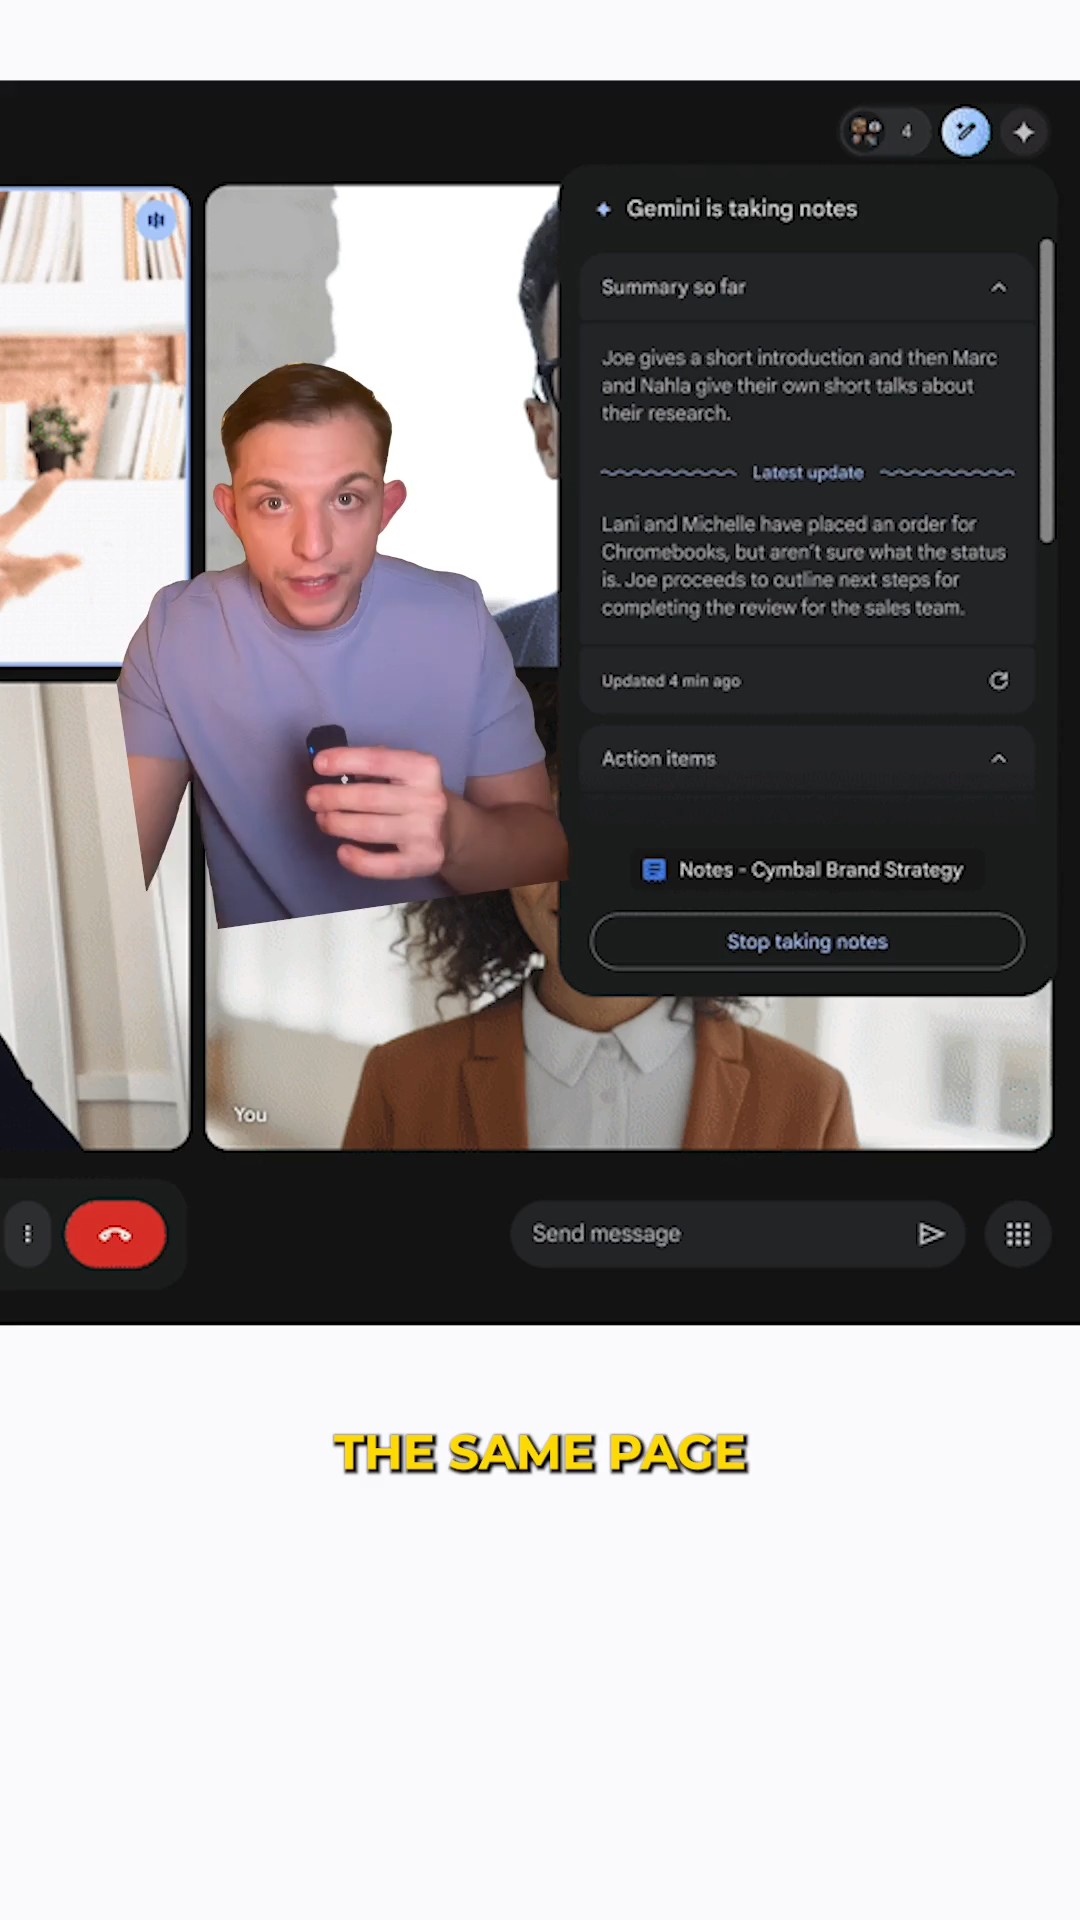 4
Gemini is taking notes
Summary so far
Joe gives a short introduction and then Marc
and Nahla give their own short talks about
their research.
Latest update
Lani and Michelle have placed an order for
Chromebooks, but aren't sure what the status
is. Joe proceeds to outline next steps for
completing the review for the sales team.
Updated 4 min ago
Action items
Notes - Cymbal Brand Strategy
Stop taking notes
You
Send message
THE SAME PAGE